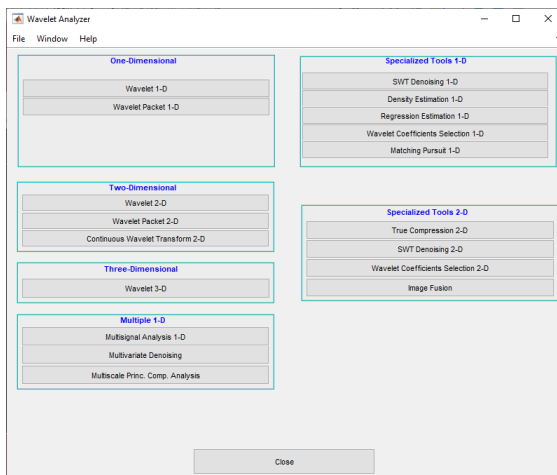 Wavelet Analyzer
File Window Help
One-Dimensional
Wavelet 1-D
Wavelet Packet 1-D
Two-Dimensional
Wavelet 2-D
Wavelet Packet 2-D
Continuous Wavelet Transform 2-D
Three-Dimensional
Wavelet 3-D
Multiple 1-D
Multisignal Analysis 1-D
Multivariate Denoising
Multiscale Princ. Comp. Analysis
Specialized Tools 1-D
SWT Denoising 1-D
Density Estimation 1-D
Regression Estimation 1-D
Wavelet Coefficients Selection 1-D
Matching Pursuit 1-D
Specialized Tools 2-D
True Compression 2-D
SWT Denoising 2-D
Wavelet Coefficients Selection 2-D
Image Fusion
Close